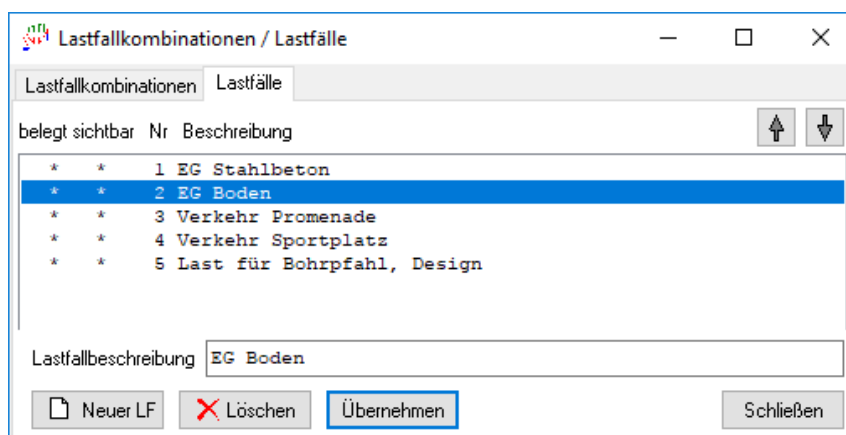 Lastfallkombinationen / Lastfälle
Lastfallkombinationen Lastfälle
belegt sichtbar Nr Beschreibung
* * 1 EG Stahlbeton
* * 2 EG Boden
* * 3 Verkehr Promenade
* * 4 Verkehr Sportplatz
* * 5 Last für Bohrpfahl, Design
Lastfallbeschreibung EG Boden
Neuer LF Löschen Übernehmen Schließen